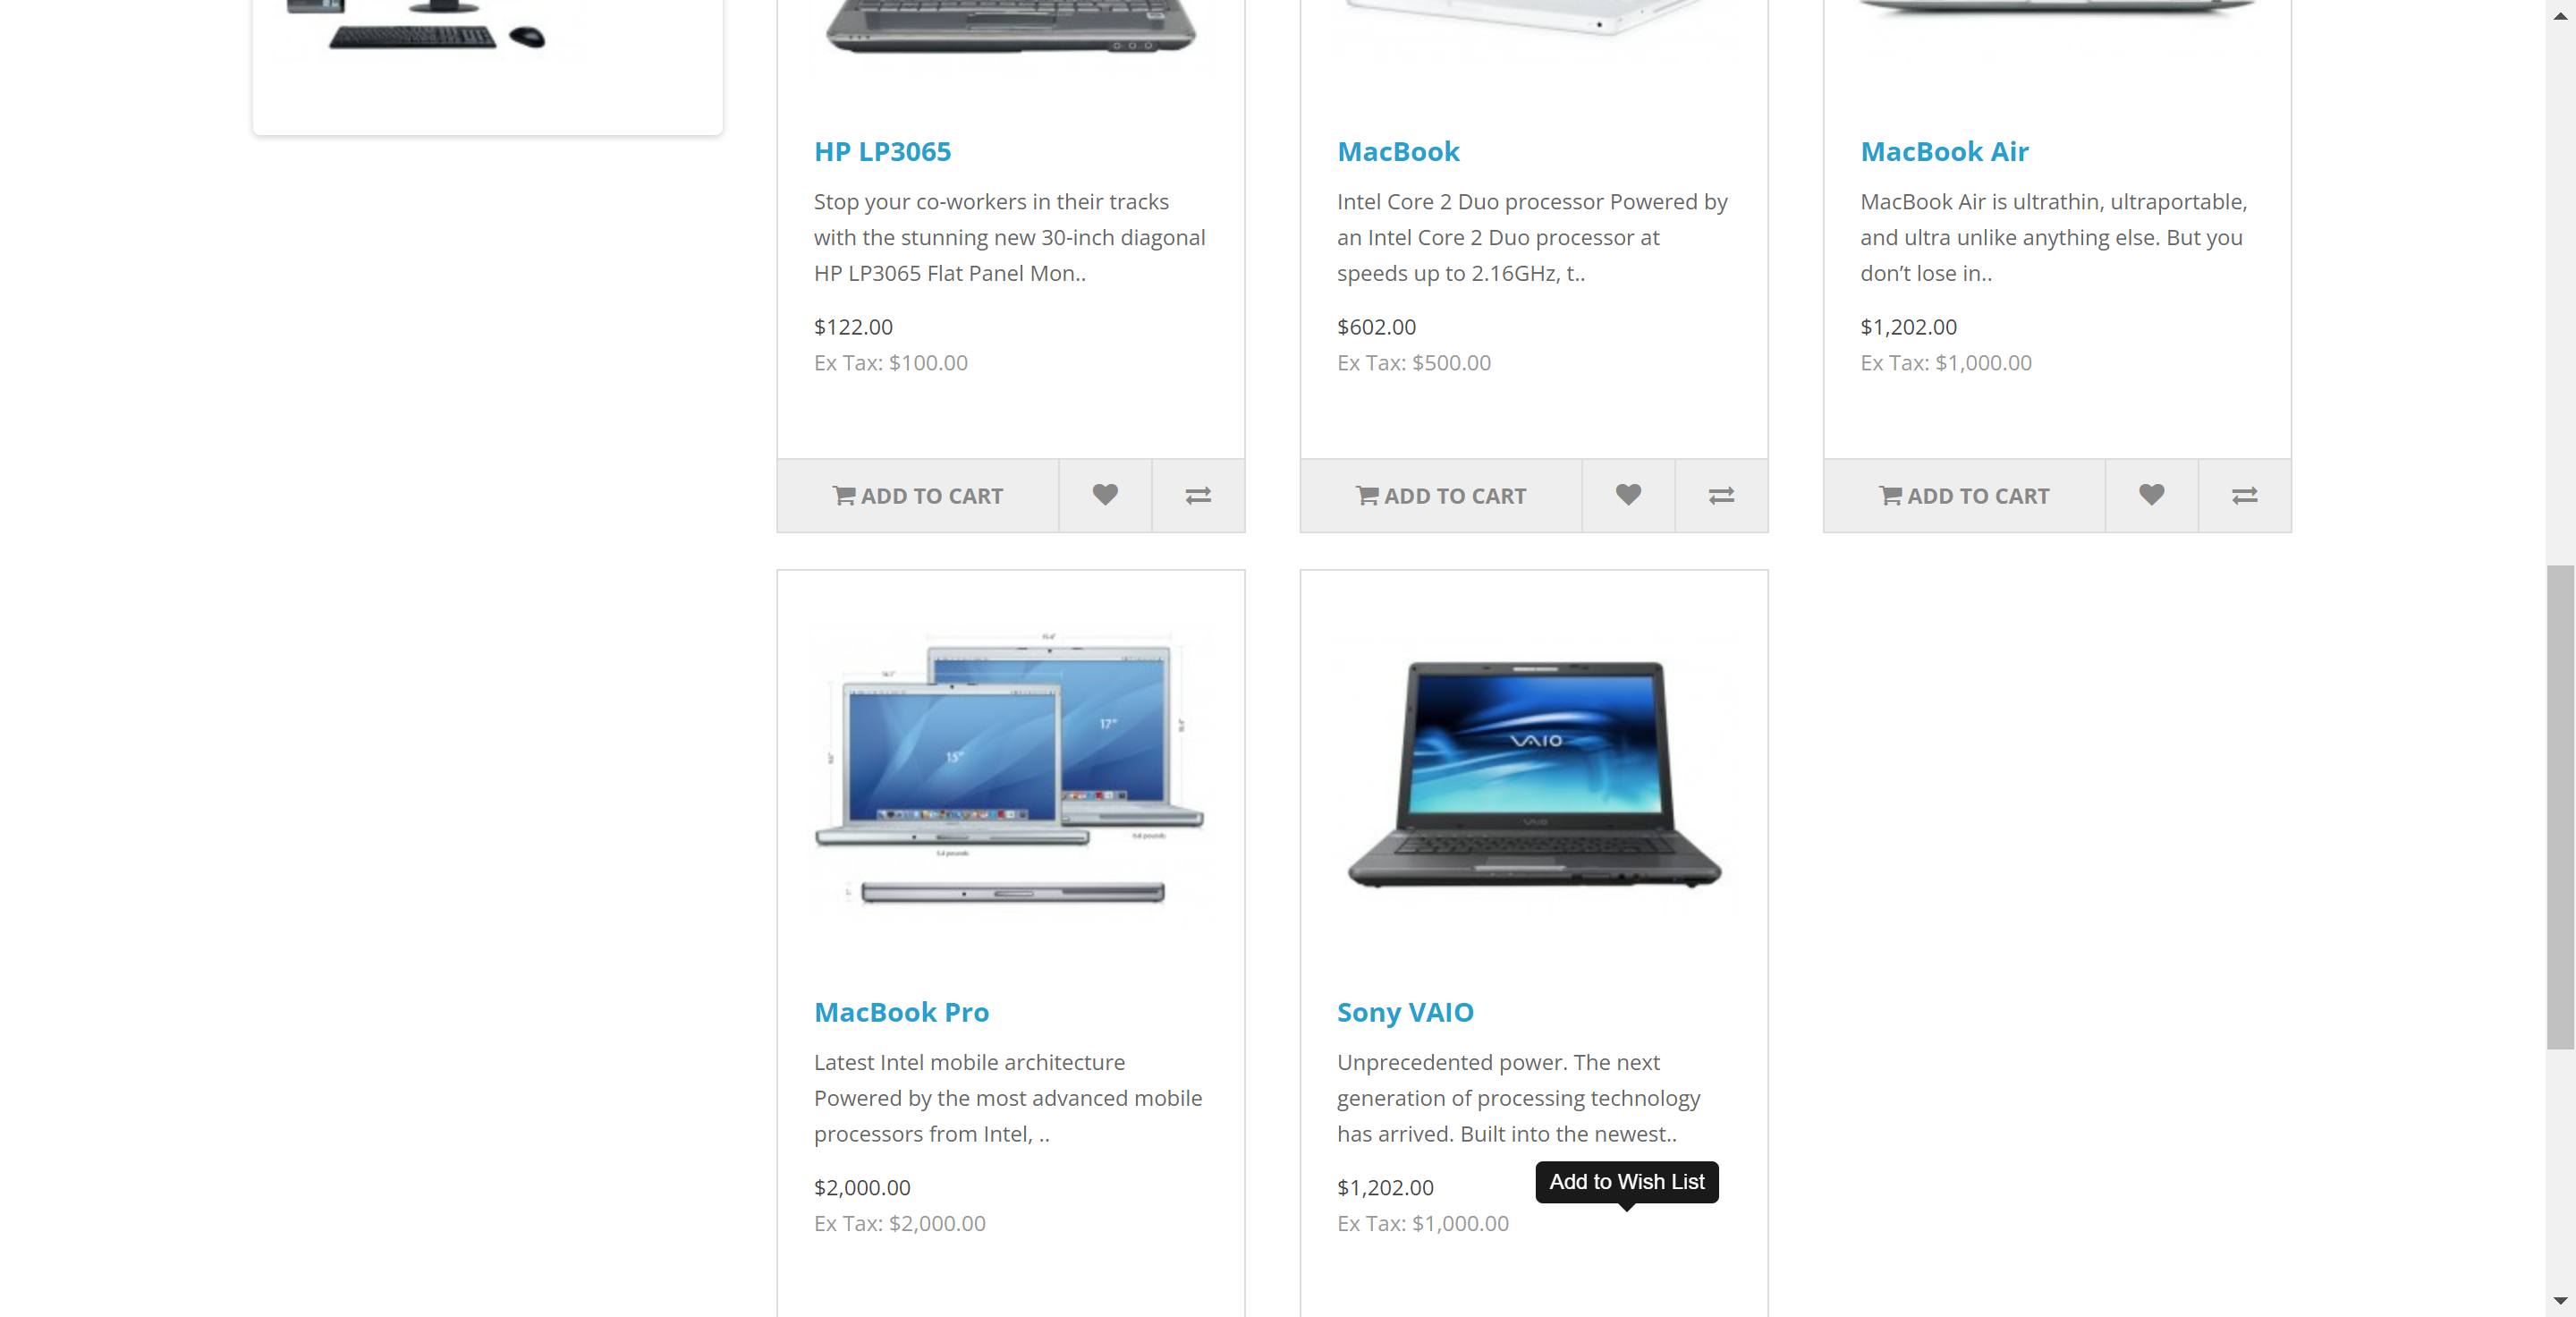 HP LP3065
Stop your co-workers in their tracks
with the stunning new 30-inch diagonal
HP LP3065 Flat Panel Mon..
$122.00
Ex Tax: $100.00
ADD TO CART
MacBook
Intel Core 2 Duo processor Powered by
an Intel Core 2 Duo processor at
speeds up to 2.16GHz, t..
$602.00
Ex Tax: $500.00
ADD TO CART
MacBook Air
MacBook Air is ultrathin, ultraportable,
and ultra unlike anything else. But you
don’t lose in..
$1,202.00
Ex Tax: $1,000.00
ADD TO CART
15"
17"
MacBook Pro
Latest Intel mobile architecture
Powered by the most advanced mobile
processors from Intel, ..
$2,000.00
Ex Tax: $2,000.00
VAIO
VAIO
Sony VAIO
Unprecedented power. The next
generation of processing technology
has arrived. Built into the newest..
Add to Wish List
$1,202.00
Ex Tax: $1,000.00